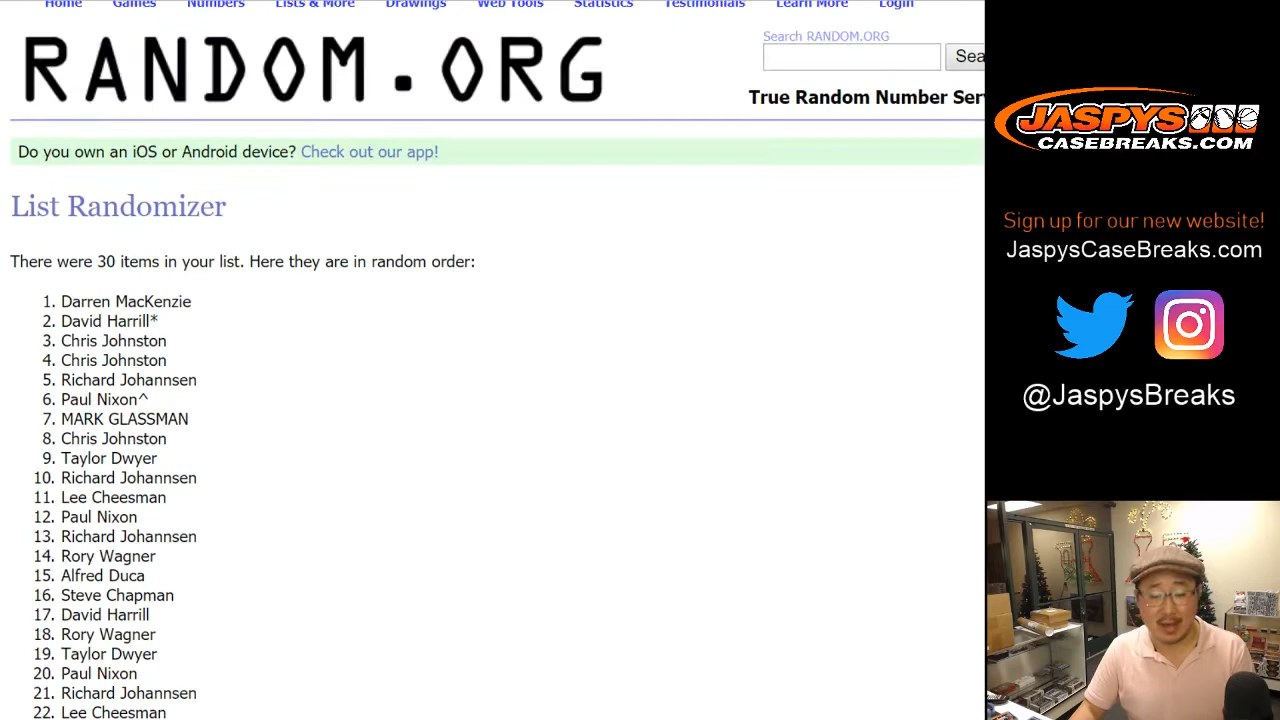 Home Games Numbers Lists & More Drawings Web Tools Statistics Testimonials Learn More Login
RANDOM.ORG
Search RANDOM.ORG
Sea
True Random Number Ser
Do you own an iOS or Android device? Check out our app!
List Randomizer
There were 30 items in your list. Here they are in random order:
1. Darren MacKenzie
2. David Harrill*
3. Chris Johnston
4. Chris Johnston
5. Richard Johannsen
6. Paul Nixon^
7. MARK GLASSMAN
8. Chris Johnston
9. Taylor Dwyer
10. Richard Johannsen
11. Lee Cheesman
12. Paul Nixon
13. Richard Johannsen
14. Rory Wagner
15. Alfred Duca
16. Steve Chapman
17. David Harrill
18. Rory Wagner
19. Taylor Dwyer
20. Paul Nixon
21. Richard Johannsen
22. Lee Cheesman
JASPYS
CASEBREAKS.COM
Sign up for our new website!
JaspysCaseBreaks.com
@JaspysBreaks